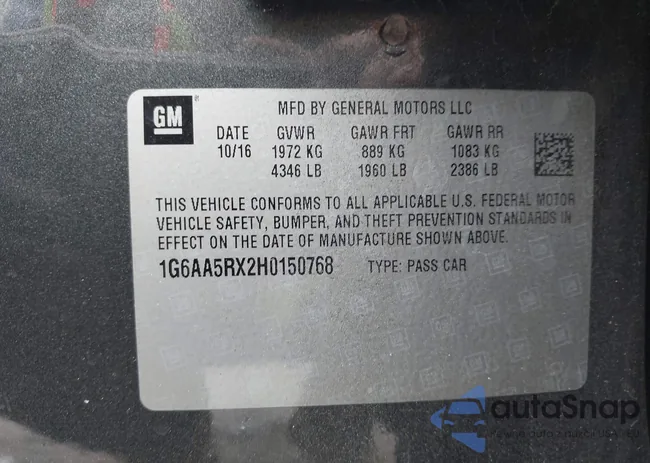 GM
®
MFD BY GENERAL MOTORS LLC
DATE GVWR GAWR FRT GAWR RR
10/16 1972 KG 889 KG 1083 KG
4346 LB 1960 LB 2386 LB
THIS VEHICLE CONFORMS TO ALL APPLICABLE U.S. FEDERAL MOTOR
VEHICLE SAFETY, BUMPER, AND THEFT PREVENTION STANDARDS IN
EFFECT ON THE DATE OF MANUFACTURE SHOWN ABOVE.
1G6AA5RX2H0150768 TYPE: PASS CAR
autoSnap